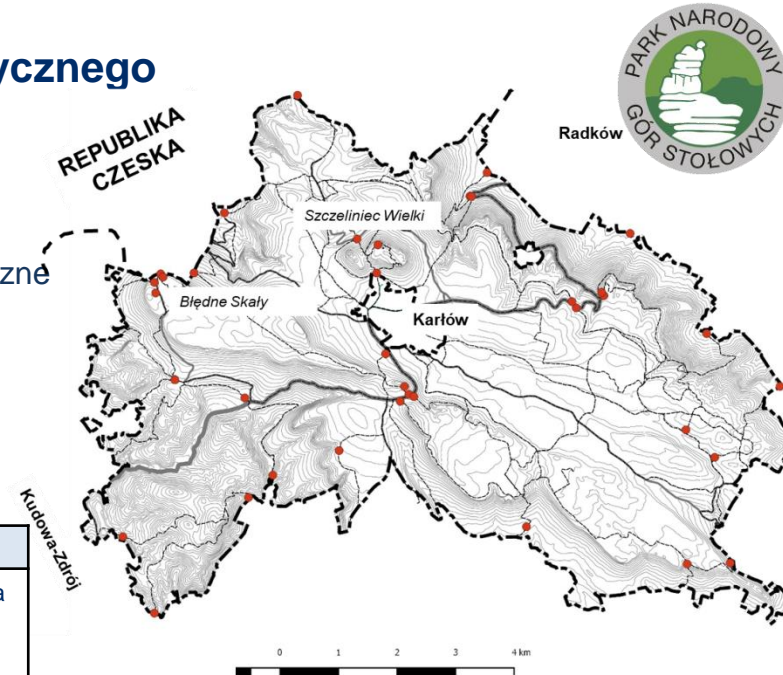 ycznego
PARK NARODOWY
GÓR STOŁOWYCH
REPUBLIKA
CZESKA
Radków
Szczeliniec Wielki
zne
Błędne Skały
Karłów
Kudowa-Zdrój
a
0 1 2 3 4 km